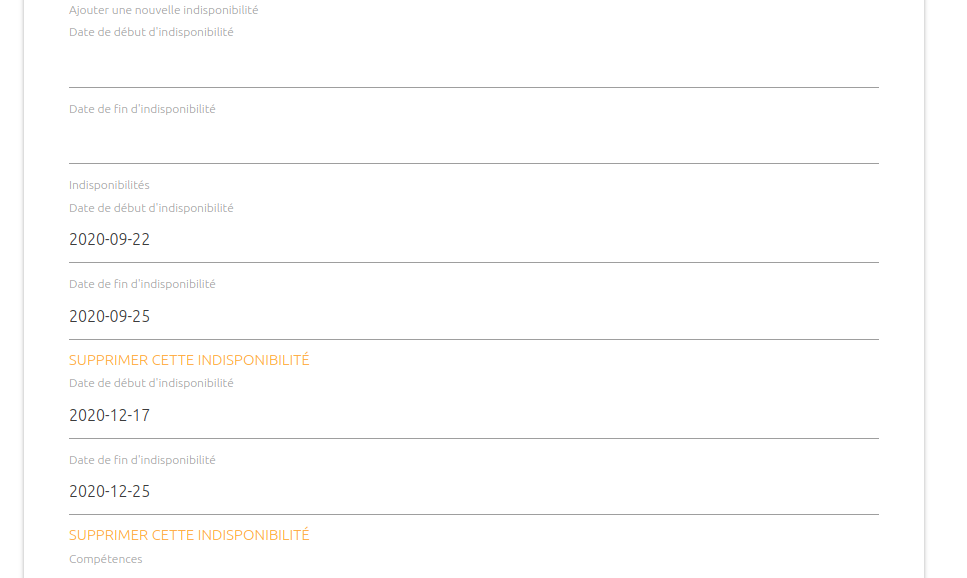 Ajouter une nouvelle indisponibilité
Date de début d'indisponibilité
Date de fin d'indisponibilité
Indisponibilités
Date de début d'indisponibilité
2020-09-22
Date de fin d'indisponibilité
2020-09-25
SUPPRIMER CETTE INDISPONIBILITÉ
Date de début d'indisponibilité
2020-12-17
Date de fin d'indisponibilité
2020-12-25
SUPPRIMER CETTE INDISPONIBILITÉ
Compétences